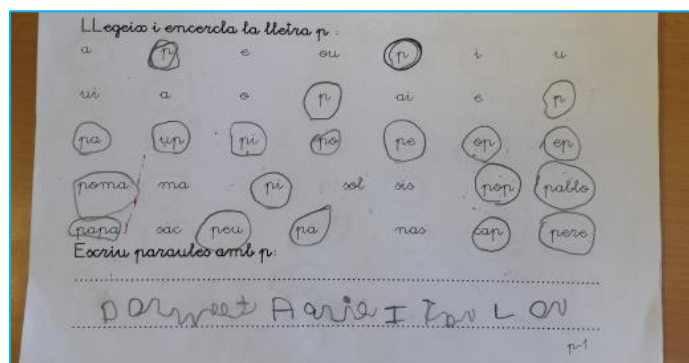 LLegeix i encercla la lletra p :
a p e ou p i u
ui a o p ai e p
pa up pi po pe op ep
poma ma pi sol sis pop pablo
papa sac peu pa nas cap pere
Escriu paraules amb p:
p-1